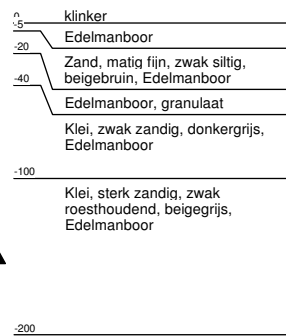 0
klinker
-5
Edelmanboor
-20
Zand, matig fijn, zwak siltig,
beigebruin, Edelmanboor
-40
Edelmanboor, granulaat
Klei, zwak zandig, donkergrijs,
Edelmanboor
-100
Klei, sterk zandig, zwak
roesthoudend, beigegrijs,
Edelmanboor
-200